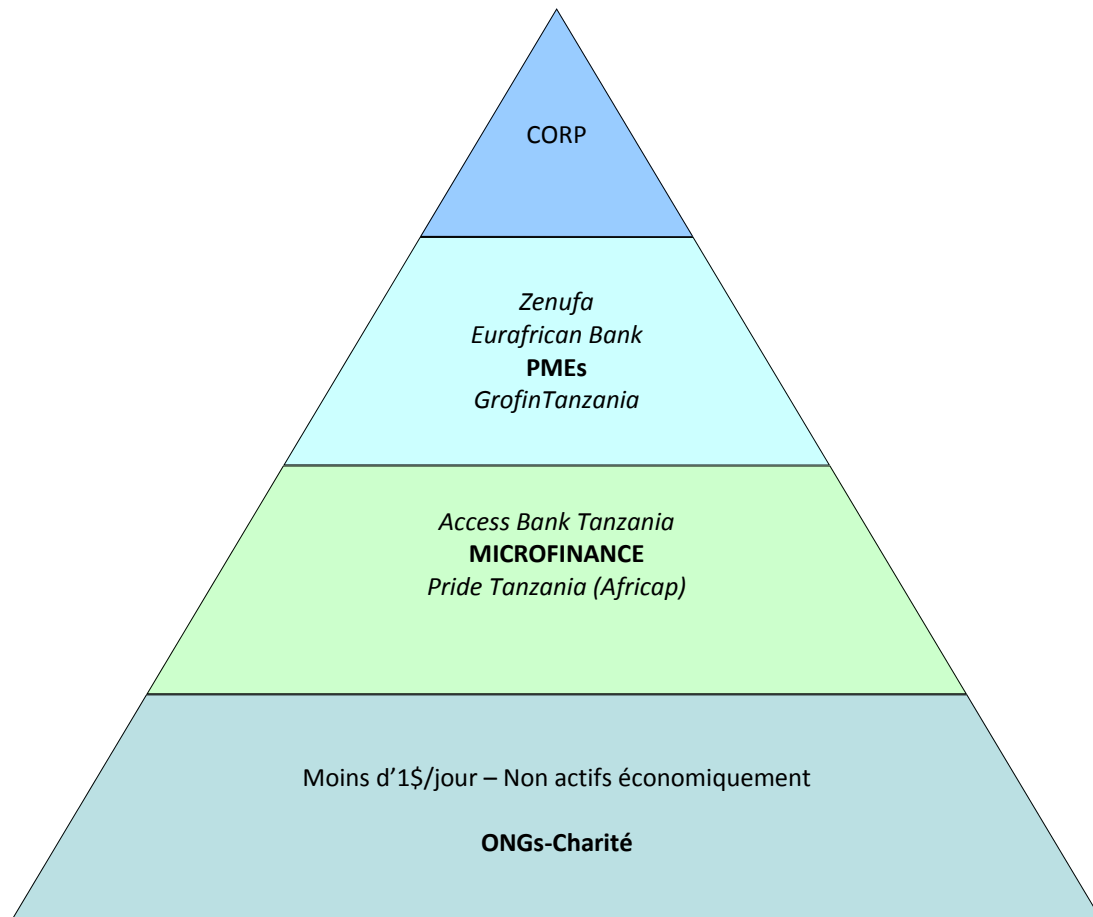 CORP
Zenufa
Eurafrican Bank
PMEs
GrofinTanzania
Access Bank Tanzania
MICROFINANCE
Pride Tanzania (Africap)
Moins d’1$/jour – Non actifs économiquement
ONGs-Charité